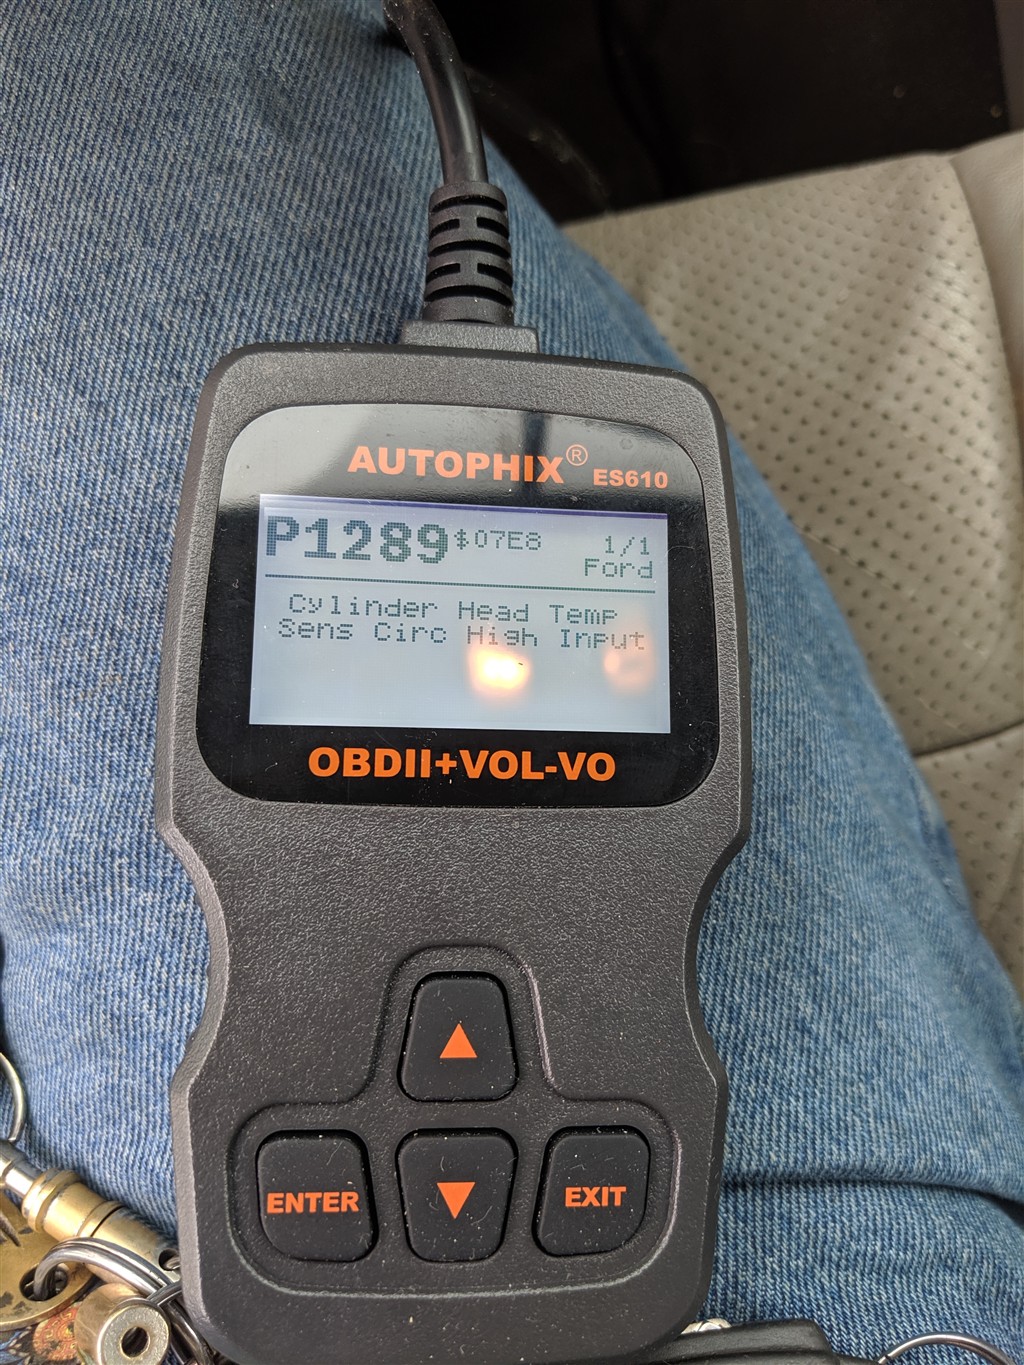 AUTOPHIX® ES610
P1289 $07E8 1/1
Ford
Cylinder Head Temp
Sens Circ High Input
OBDII+VOL-VO
▲
ENTER ▼ EXIT